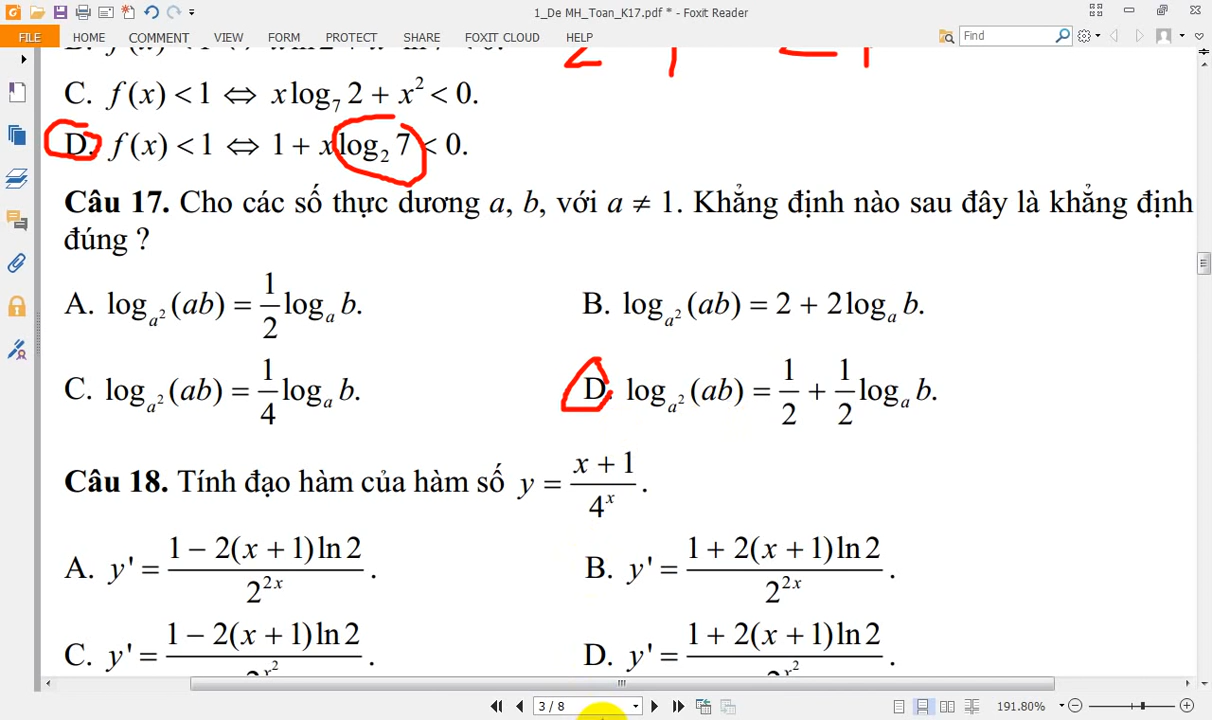 1_De MH_Toan_K17.pdf * - Foxit Reader
FILE HOME COMMENT VIEW FORM PROTECT SHARE FOXIT CLOUD HELP Find
C. f(x) < 1 ⇔ x log₇ 2 + x² < 0.
D. f(x) < 1 ⇔ 1 + x log₂ 7 < 0.
Câu 17. Cho các số thực dương a, b, với a ≠ 1. Khẳng định nào sau đây là khẳng định
đúng ?
A. log_{a²}(ab) = 1/2 log_a b. B. log_{a²}(ab) = 2 + 2log_a b.
C. log_{a²}(ab) = 1/4 log_a b. D. log_{a²}(ab) = 1/2 + 1/2 log_a b.
Câu 18. Tính đạo hàm của hàm số y = (x + 1)/4^x.
A. y' = (1 − 2(x + 1)ln2)/2^{2x}. B. y' = (1 + 2(x + 1)ln2)/2^{2x}.
C. y' = (1 − 2(x + 1)ln2)/2^{x²}. D. y' = (1 + 2(x + 1)ln2)/2^{x²}.
3 / 8 191.80%